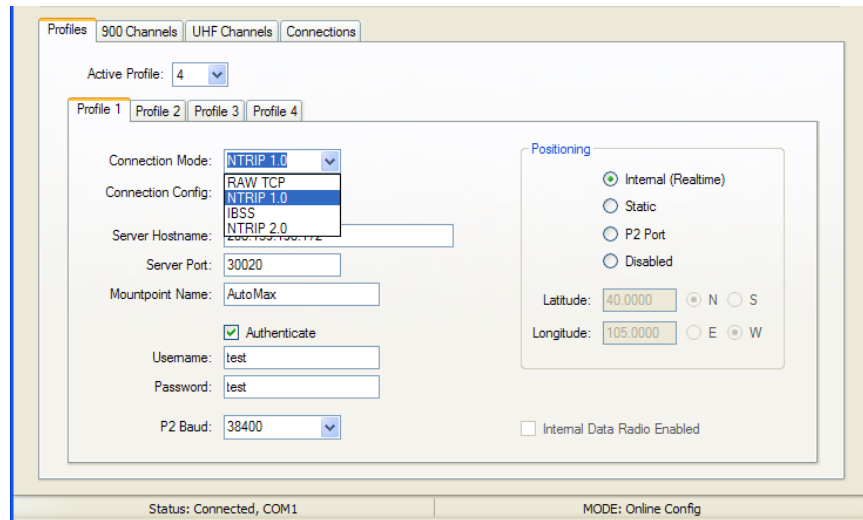 Profiles 900 Channels UHF Channels Connections
Active Profile: 4
Profile 1 Profile 2 Profile 3 Profile 4
Connection Mode: NTRIP 1.0
RAW TCP
Connection Config: NTRIP 1.0
IBSS
NTRIP 2.0
Server Hostname:
Server Port: 30020
Mountpoint Name: AutoMax
Authenticate
Username: test
Password: test
P2 Baud: 38400
Positioning
Internal (Realtime)
Static
P2 Port
Disabled
Latitude: 40.0000 N S
Longitude: 105.0000 E W
Internal Data Radio Enabled
Status: Connected, COM1 MODE: Online Config